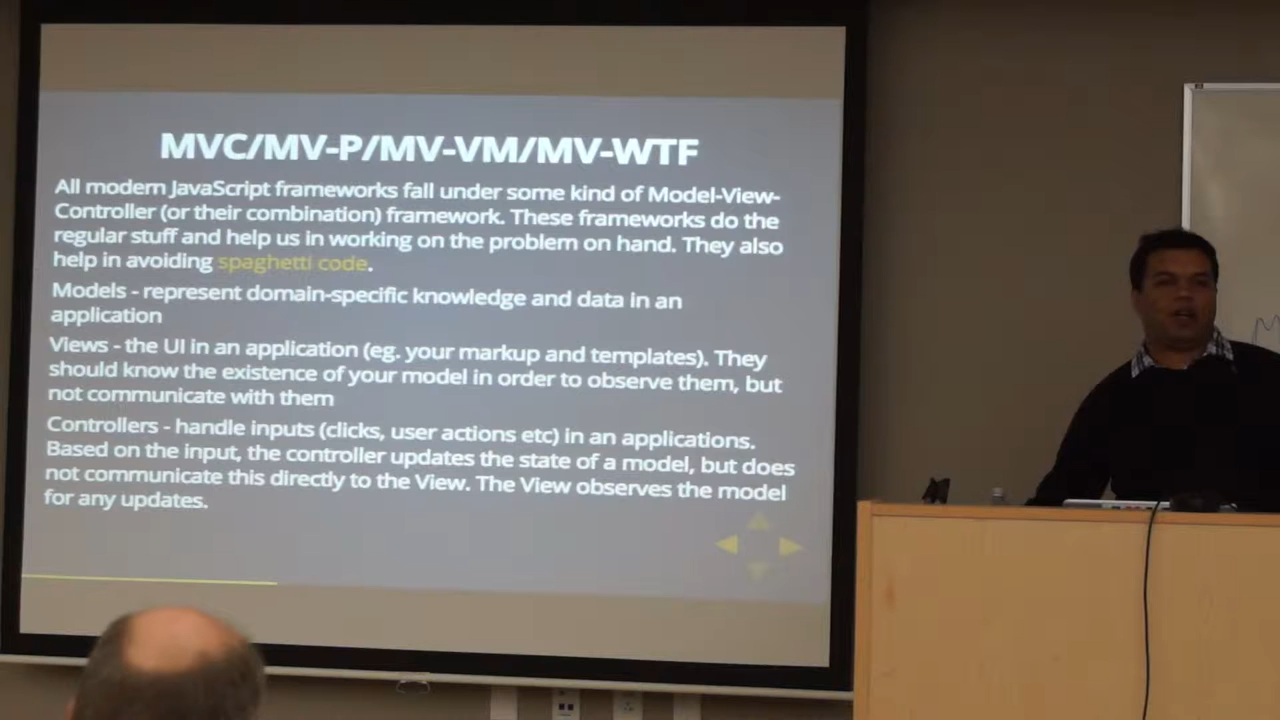 MVC/MV-P/MV-VM/MV-WTF
All modern JavaScript frameworks fall under some kind of Model-View-
Controller (or their combination) framework. These frameworks do the
regular stuff and help us in working on the problem on hand. They also
help in avoiding spaghetti code.
Models - represent domain-specific knowledge and data in an
application
Views - the UI in an application (eg. your markup and templates). They
should know the existence of your model in order to observe them, but
not communicate with them
Controllers - handle inputs (clicks, user actions etc) in an applications.
Based on the input, the controller updates the state of a model, but does
not communicate this directly to the View. The View observes the model
for any updates.